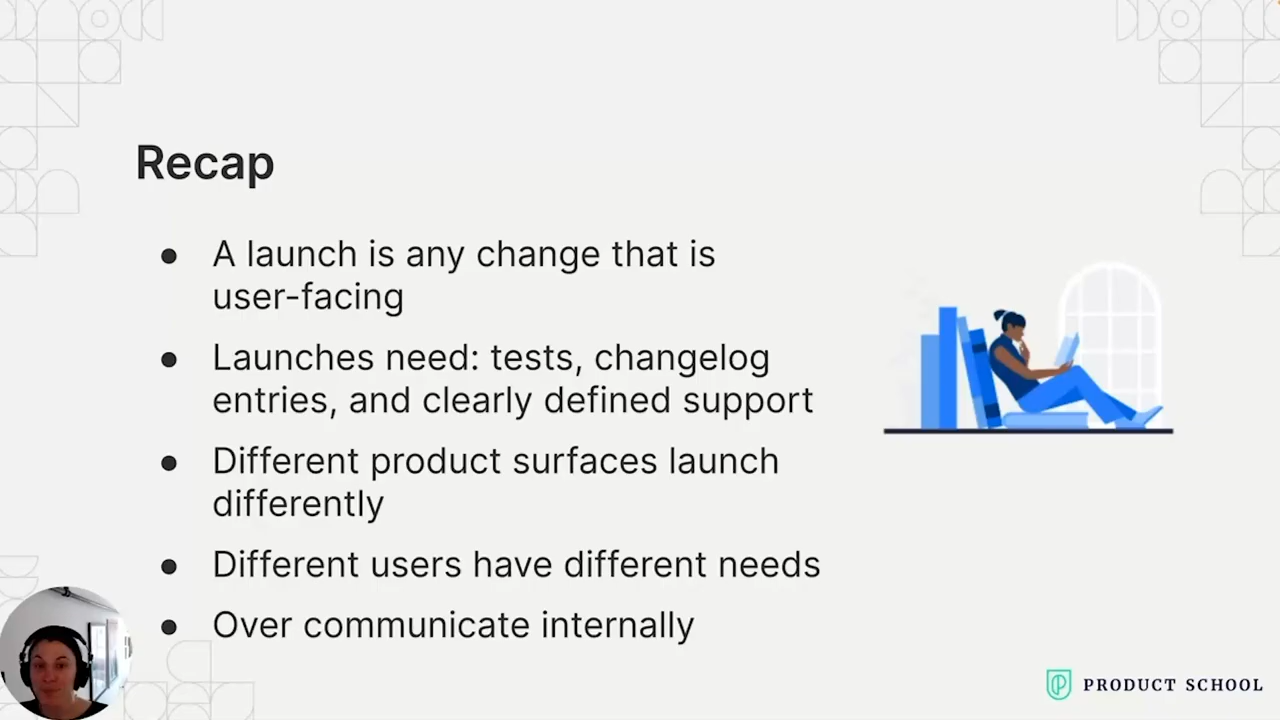 Recap
● A launch is any change that is
user-facing
● Launches need: tests, changelog
entries, and clearly defined support
● Different product surfaces launch
differently
● Different users have different needs
● Over communicate internally
PRODUCT SCHOOL